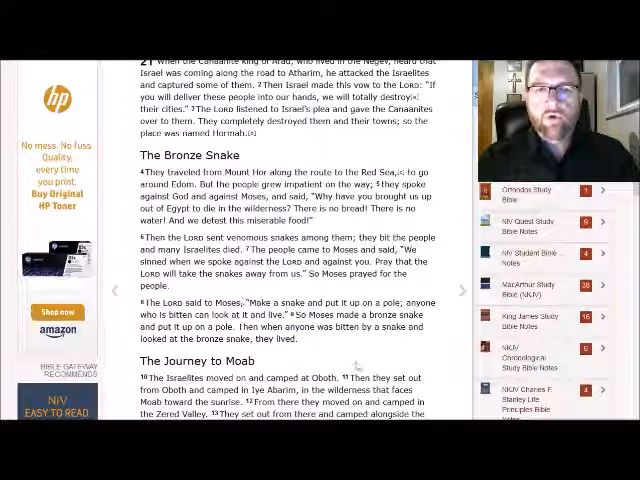 21 When the Canaanite king of Arad, who lived in the Negev, heard that
Israel was coming along the road to Atharim, he attacked the Israelites
and captured some of them. 2 Then Israel made this vow to the LORD: "If
you will deliver these people into our hands, we will totally destroy[a]
their cities." 3 The LORD listened to Israel's plea and gave the Canaanites
over to them. They completely destroyed them and their towns; so
the place was named Hormah.[b]
The Bronze Snake
4 They traveled from Mount Hor along the route to the Red Sea,[c] to go
around Edom. But the people grew impatient on the way; 5 they spoke
against God and against Moses, and said, "Why have you brought us up
out of Egypt to die in the wilderness? There is no bread! There is no
water! And we detest this miserable food!"
6 Then the LORD sent venomous snakes among them; they bit the people
and many Israelites died. 7 The people came to Moses and said, "We
sinned when we spoke against the LORD and against you. Pray that the
LORD will take the snakes away from us." So Moses prayed for the
people.
8 The LORD said to Moses, "Make a snake and put it up on a pole; anyone
who is bitten can look at it and live." 9 So Moses made a bronze snake
and put it up on a pole. Then when anyone was bitten by a snake and
looked at the bronze snake, they lived.
The Journey to Moab
10 The Israelites moved on and camped at Oboth. 11 Then they set out
from Oboth and camped in Iye Abarim, in the wilderness that faces
Moab toward the sunrise. 12 From there they moved on and camped in
the Zered Valley. 13 They set out from there and camped alongside the
hp
No mess. No fuss
Quality,
every time
you print.
Buy Original
HP Toner
Shop now
amazon
BIBLE GATEWAY
RECOMMENDS
NIV
EASY TO READ
Orthodox Study
Bible
1
NIV Quest Study
Bible Notes
9
NIV Student Bible
Notes
4
MacArthur Study
Bible (NKJV)
38
King James Study
Bible Notes
16
NKJV
Chronological
Study Bible Notes
6
NKJV Charles F.
Stanley Life
Principles Bible
Notes
4